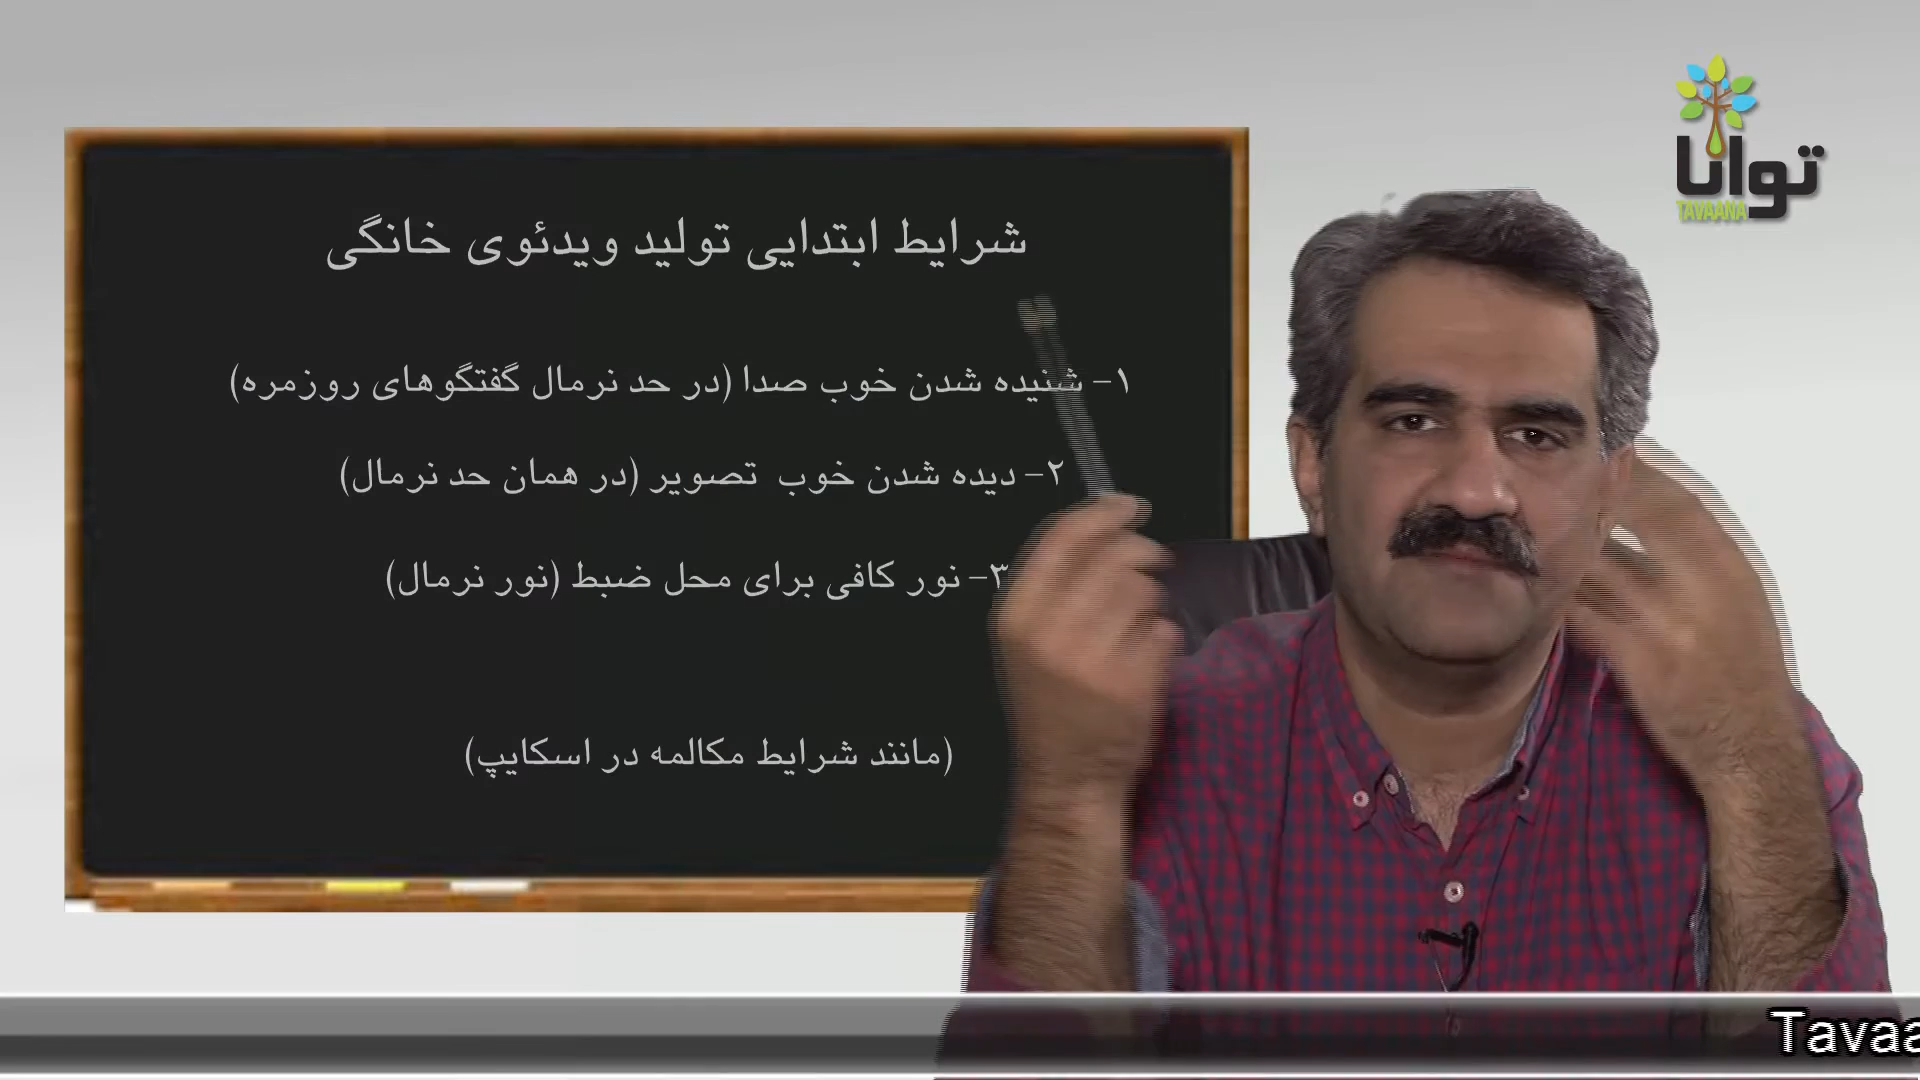 توانا
TAVAANA
شرایط ابتدایی تولید ویدئوی خانگی
۱- شنیده شدن خوب صدا (در حد نرمال گفتگوهای روزمره)
۲- دیده شدن خوب تصویر (در همان حد نرمال)
۳- نور کافی برای محل ضبط (نور نرمال)
(مانند شرایط مکالمه در اسکایپ)
Tavaa